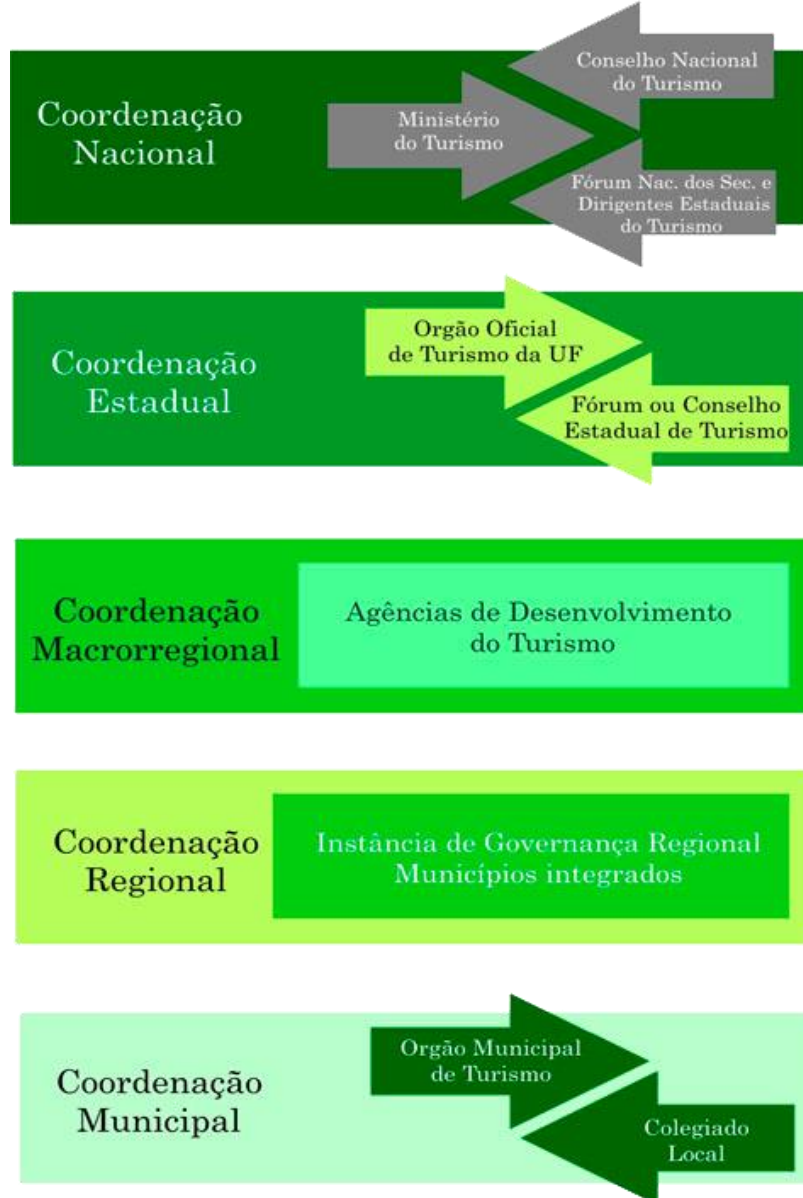 Coordenação
Nacional
Conselho Nacional
do Turismo
Ministério
do Turismo
Fórum Nac. dos Sec. e
Dirigentes Estaduais
do Turismo
Coordenação
Estadual
Orgão Oficial
de Turismo da UF
Fórum ou Conselho
Estadual de Turismo
Coordenação
Macrorregional
Agências de Desenvolvimento
do Turismo
Coordenação
Regional
Instância de Governança Regional
Municípios integrados
Coordenação
Municipal
Orgão Municipal
de Turismo
Colegiado
Local